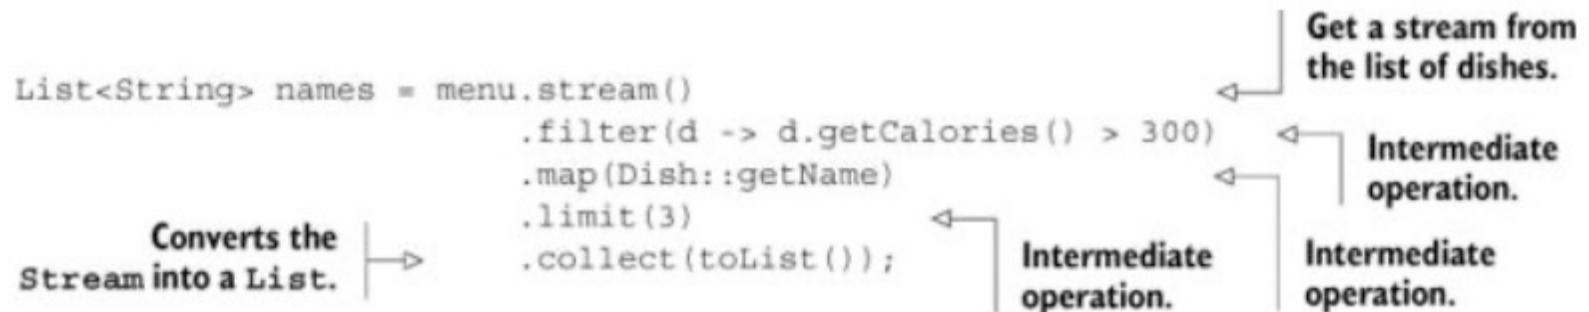 Get a stream from
the list of dishes.
List<String> names = menu.stream()
.filter(d -> d.getCalories() > 300)
Intermediate
operation.
.map(Dish::getName)
Intermediate
operation.
.limit(3)
Intermediate
operation.
Converts the
Stream into a List.
.collect(toList());